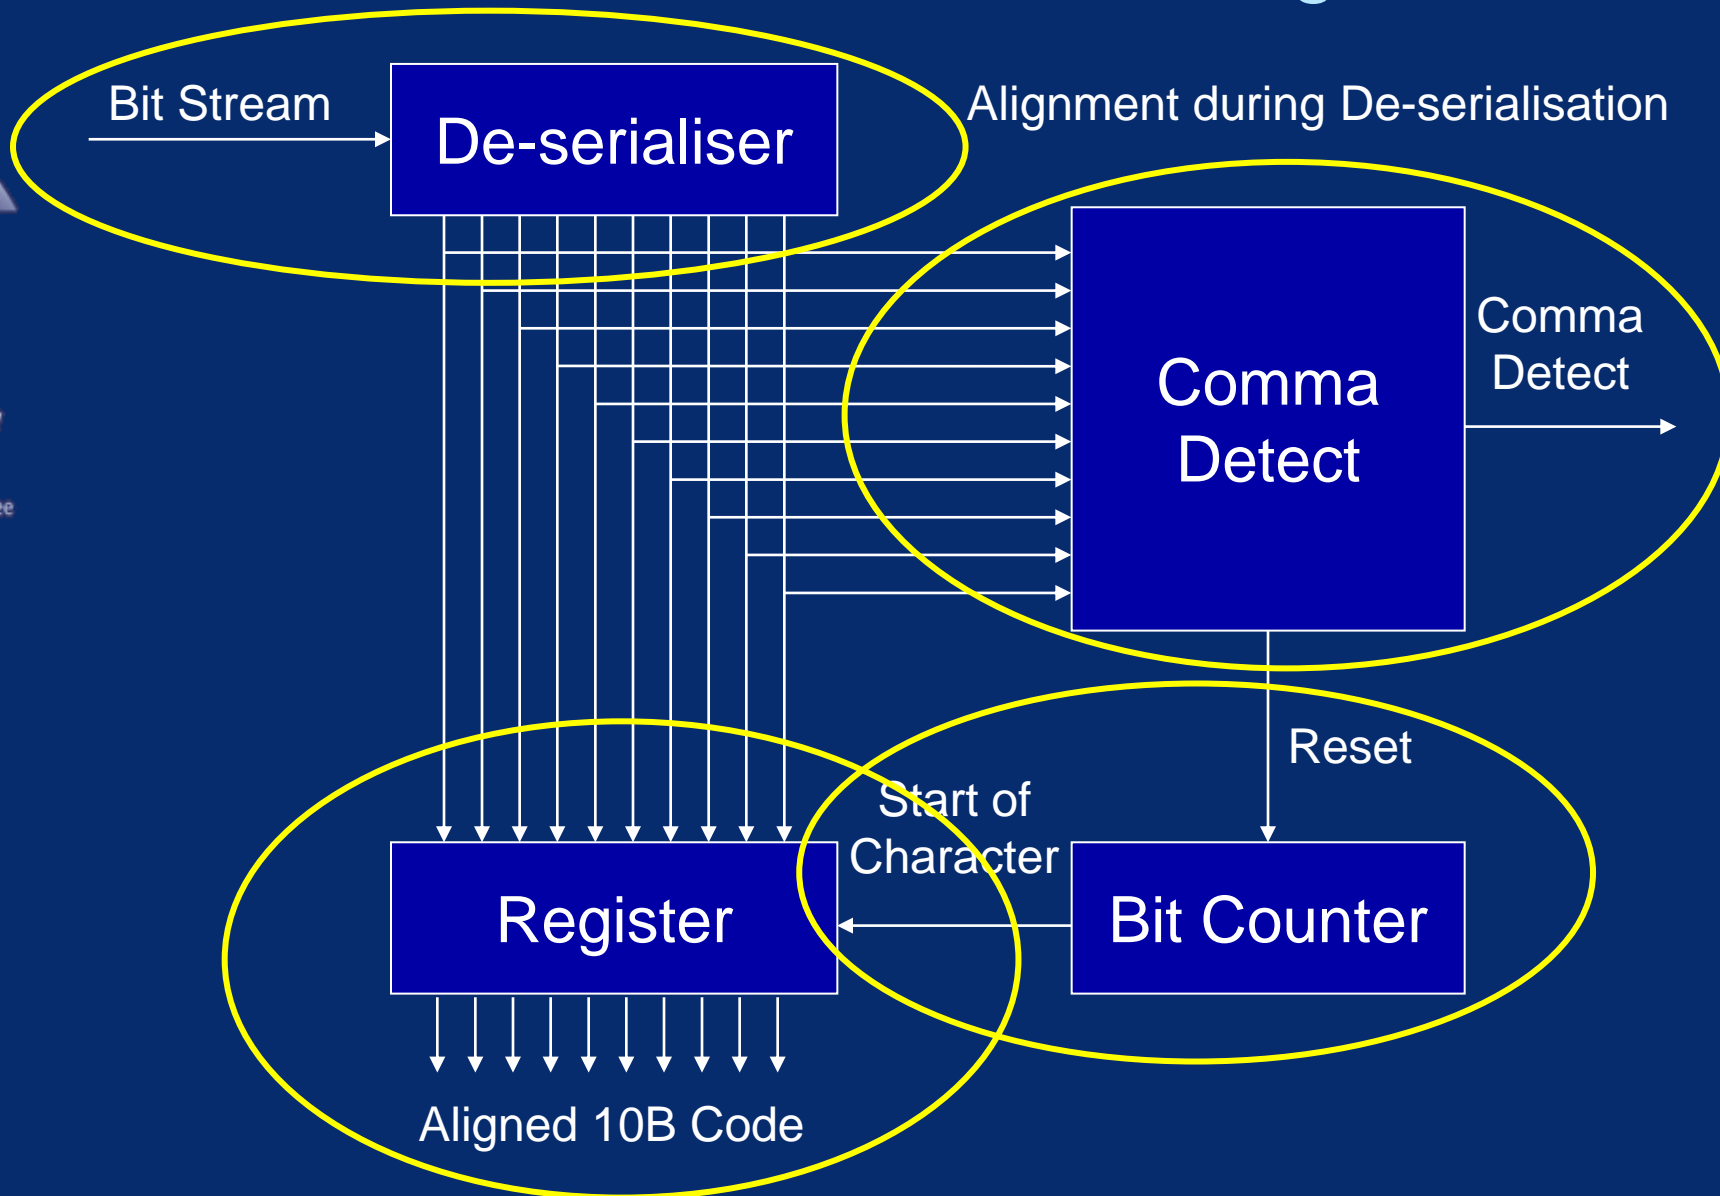 Bit Stream
De-serialiser
Alignment during De-serialisation
Comma
Detect
Comma
Detect
Reset
Start of
Character
Register
Bit Counter
Aligned 10B Code